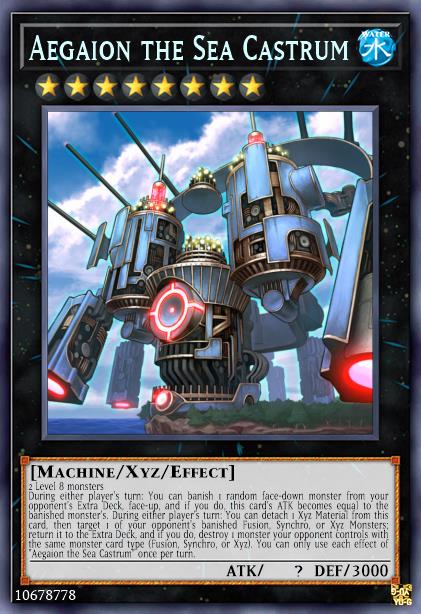 AEGAION THE SEA CASTRUM
WATER
水
[MACHINE/XYZ/EFFECT]
2 Level 8 monsters
During either player's turn: You can banish 1 random face-down monster from your
opponent's Extra Deck, face-up, and if you do, this card's ATK becomes equal to the
banished monster's. During either player's turn: You can detach 1 Xyz Material from this
card, then target 1 of your opponent's banished Fusion, Synchro, or Xyz Monsters;
return it to the Extra Deck, and if you do, destroy 1 monster your opponent controls with
the same monster card type (Fusion, Synchro, or Xyz). You can only use each effect of
"Aegaion the Sea Castrum" once per turn.
ATK/ ? DEF/3000
10678778